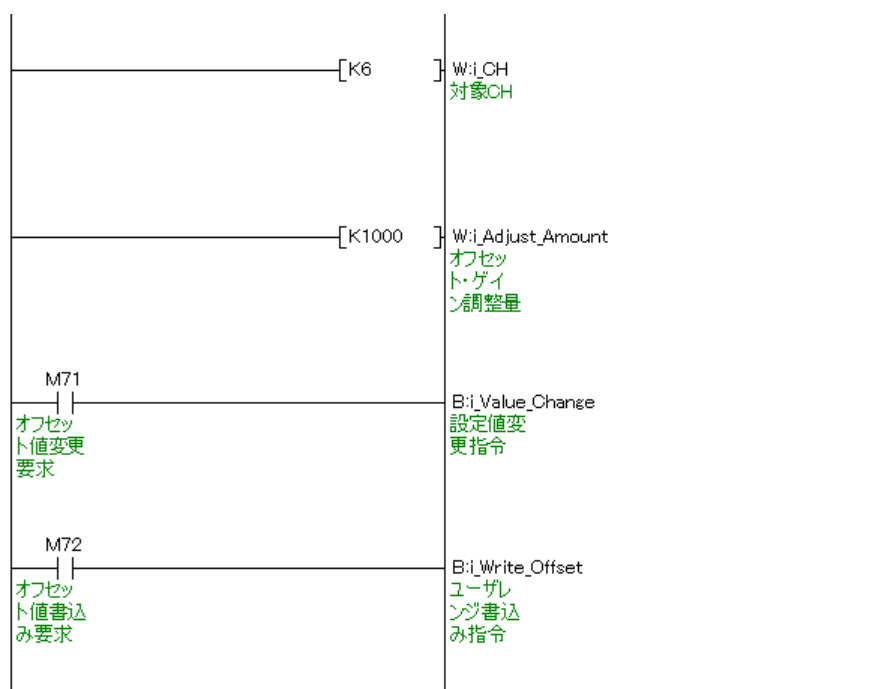 K6 W:i_CH
対象CH
K1000 W:i_Adjust_Amount
オフセッ
ト・ゲイ
ン調整量
M71
B:i_Value_Change
オフセッ
ト値変更
要求
設定値変
更指令
M72
B:i_Write_Offset
オフセッ
ト値書込
み要求
ユーザレ
ンジ書込
み指令